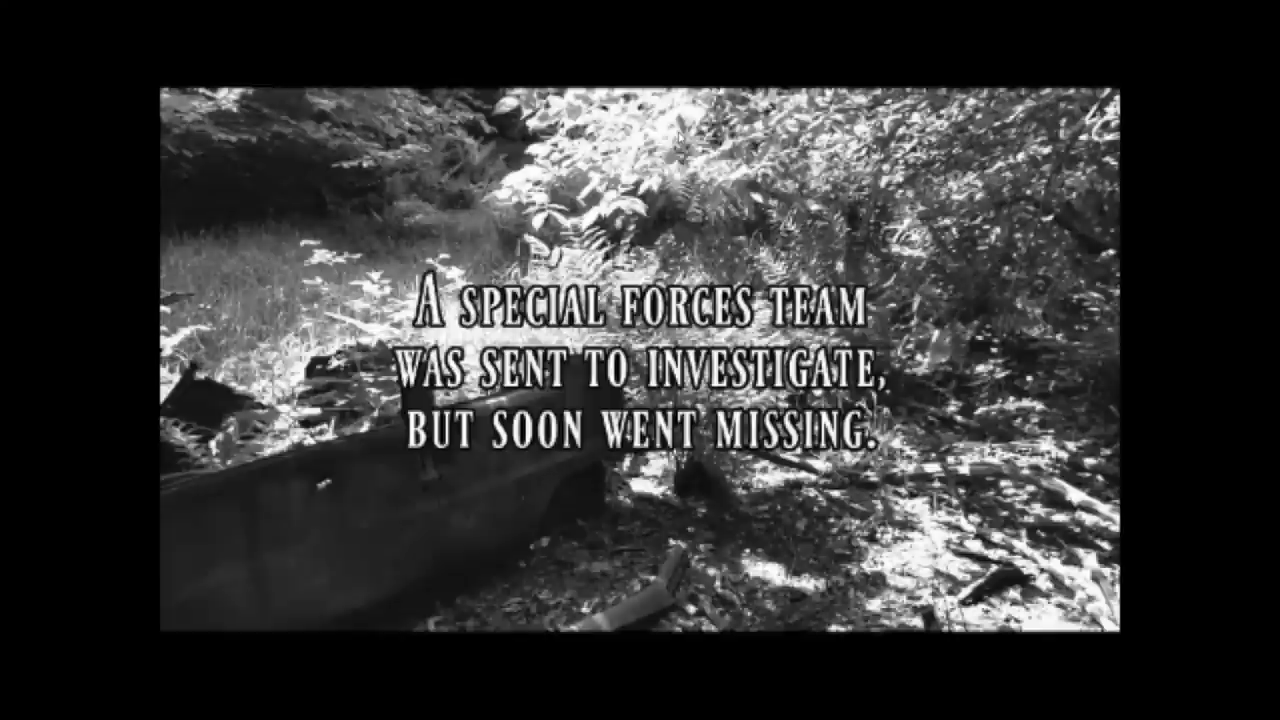 A SPECIAL FORCES TEAM
WAS SENT TO INVESTIGATE,
BUT SOON WENT MISSING.